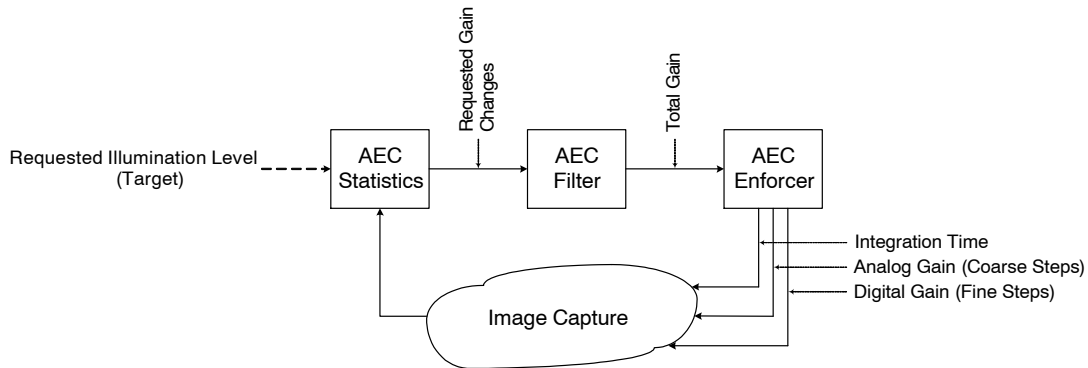 Requested Gain
Changes
Total Gain
Requested Illumination Level
(Target)
AEC
Statistics
AEC
Filter
AEC
Enforcer
Integration Time
Analog Gain (Coarse Steps)
Digital Gain (Fine Steps)
Image Capture